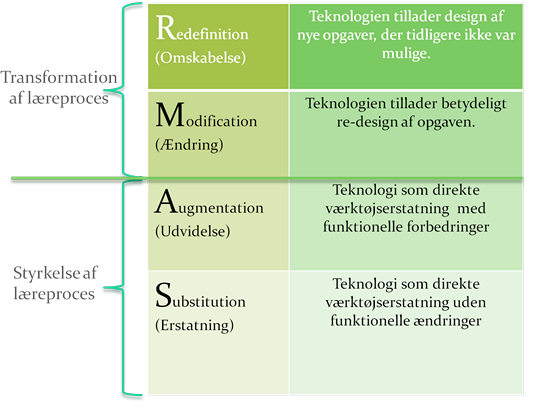 Transformation
af læreproces
Redefinition
(Omskabelse)
Teknologien tillader design af
nye opgaver, der tidligere ikke var
mulige.
Modification
(Ændring)
Teknologien tillader betydeligt
re-design af opgaven.
Styrkelse af
læreproces
Augmentation
(Udvidelse)
Teknologi som direkte
værktøjserstatning med
funktionelle forbedringer
Substitution
(Erstatning)
Teknologi som direkte
værktøjserstatning uden
funktionelle ændringer